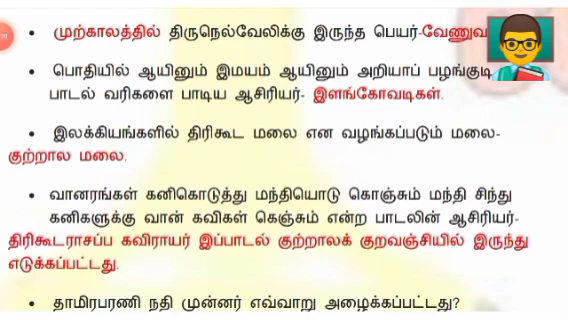 • முற்காலத்தில் திருநெல்வேலிக்கு இருந்த பெயர்-
• பொதியில் ஆயினும் இமயம் ஆயினும் அறியாப் பழங்குடி
பாடல் வரிகளை பாடிய ஆசிரியர்- இளங்கோவடிகள்.
• இலக்கியங்களில் திரிகூட மலை என வழங்கப்படும் மலை-
குற்றால மலை.
• வானரங்கள் கனிகொடுத்து மந்தியொடு கொஞ்சும் மந்தி சிந்து
கனிகளுக்கு வான் கவிகள் கெஞ்சும் என்ற பாடலின் ஆசிரியர்-
திரிகூடராசப்ப கவிராயர் இப்பாடல் குற்றாலக் குறவஞ்சியில் இருந்து
எடுக்கப்பட்டது.
• தாமிரபரணி நதி முன்னர் எவ்வாறு அழைக்கப்பட்டது?